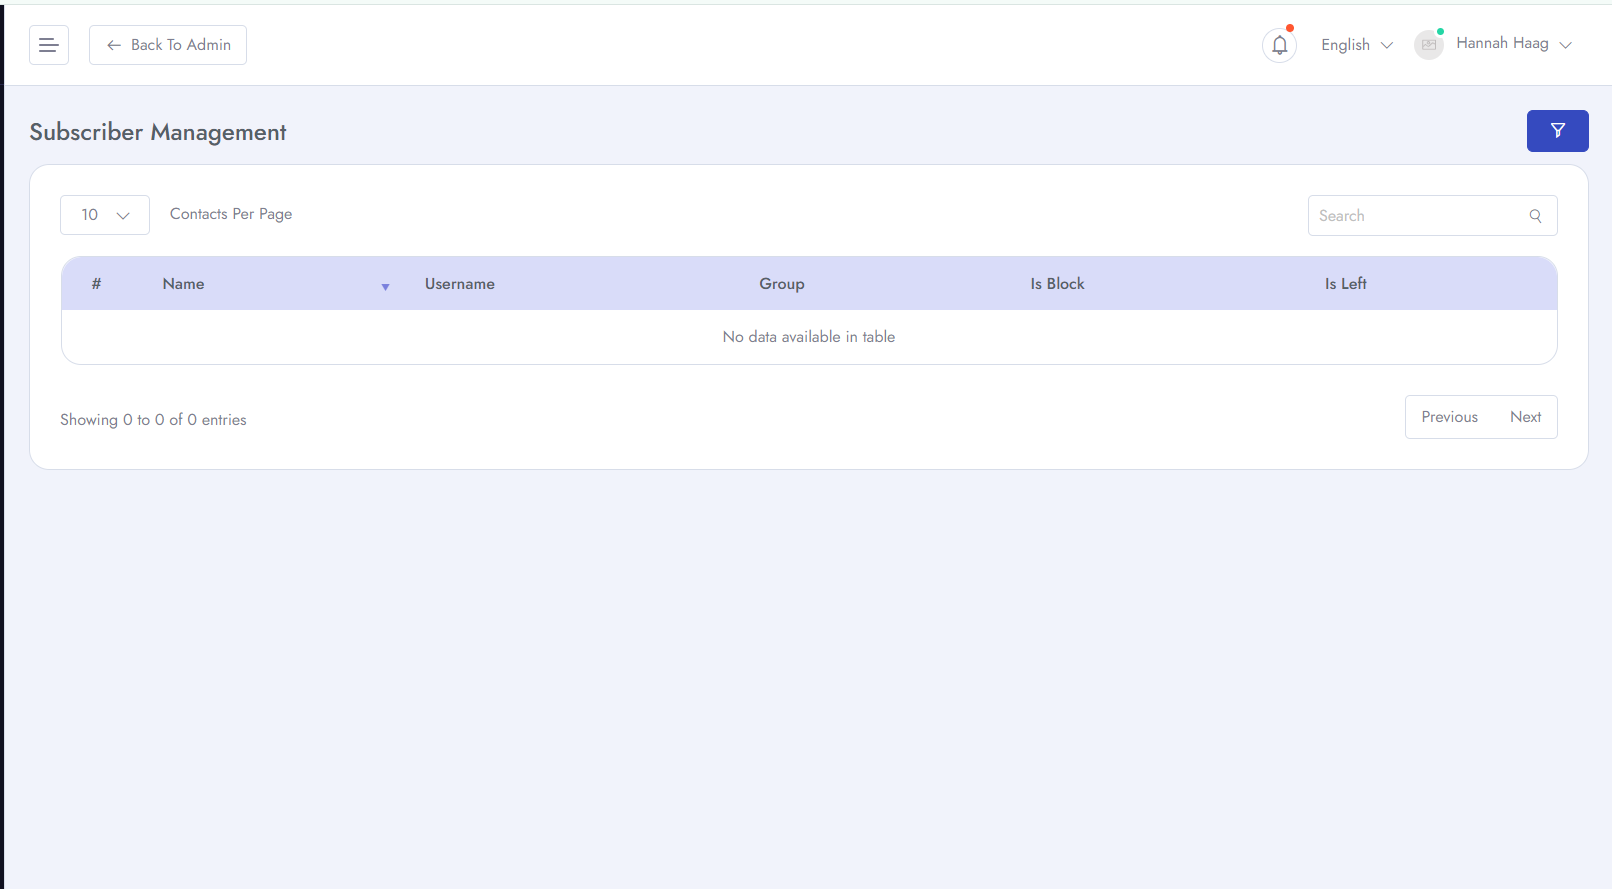 Back To Admin
English
Hannah Haag
Subscriber Management
10
Contacts Per Page
Search
# Name Username Group Is Block Is Left
No data available in table
Showing 0 to 0 of 0 entries
Previous Next